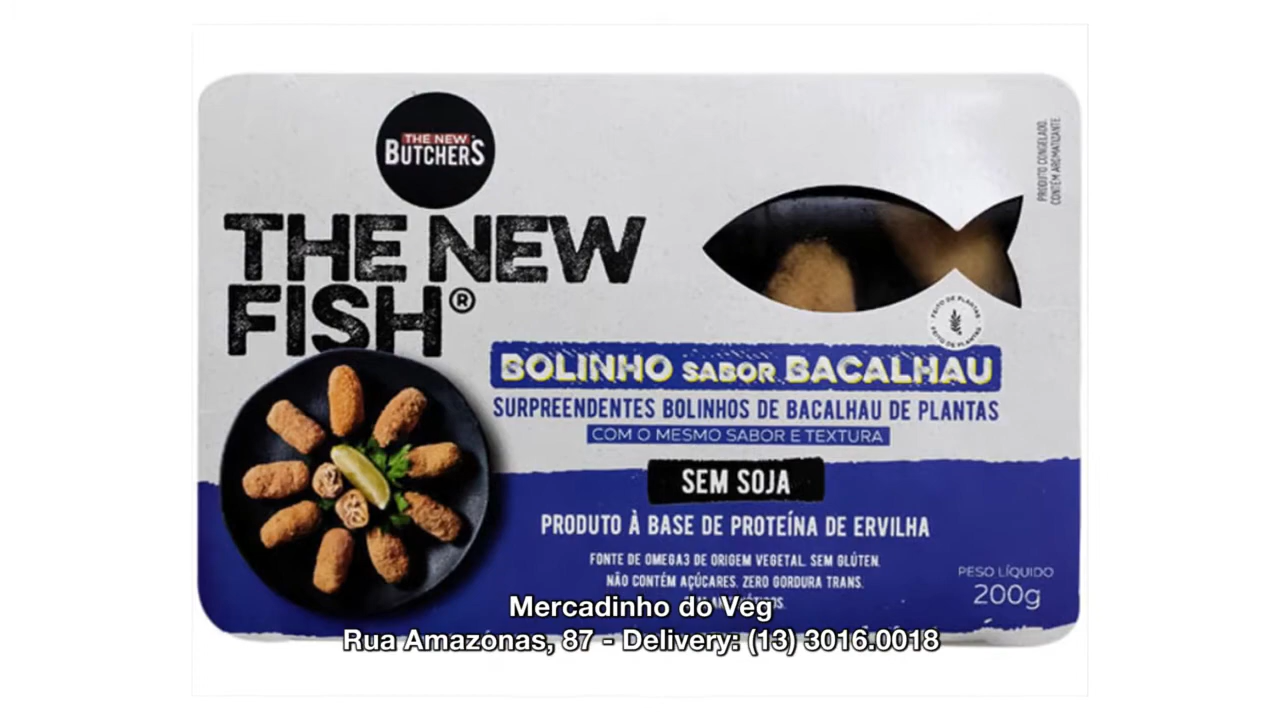 THE NEW
BUTCHERS
THE NEW
FISH®
PRODUTO CONGELADO.
CONTÉM AROMATIZANTE.
FEITO DE PLANTAS
FEITO DE PLANTAS
BOLINHO SABOR BACALHAU
SURPREENDENTES BOLINHOS DE BACALHAU DE PLANTAS
COM O MESMO SABOR E TEXTURA
SEM SOJA
PRODUTO À BASE DE PROTEÍNA DE ERVILHA
FONTE DE OMEGA3 DE ORIGEM VEGETAL. SEM GLÚTEN.
NÃO CONTÉM AÇÚCARES. ZERO GORDURA TRANS.
PESO LÍQUIDO
200g
Mercadinho do Veg
Rua Amazonas, 87 - Delivery: (13) 3016.0018